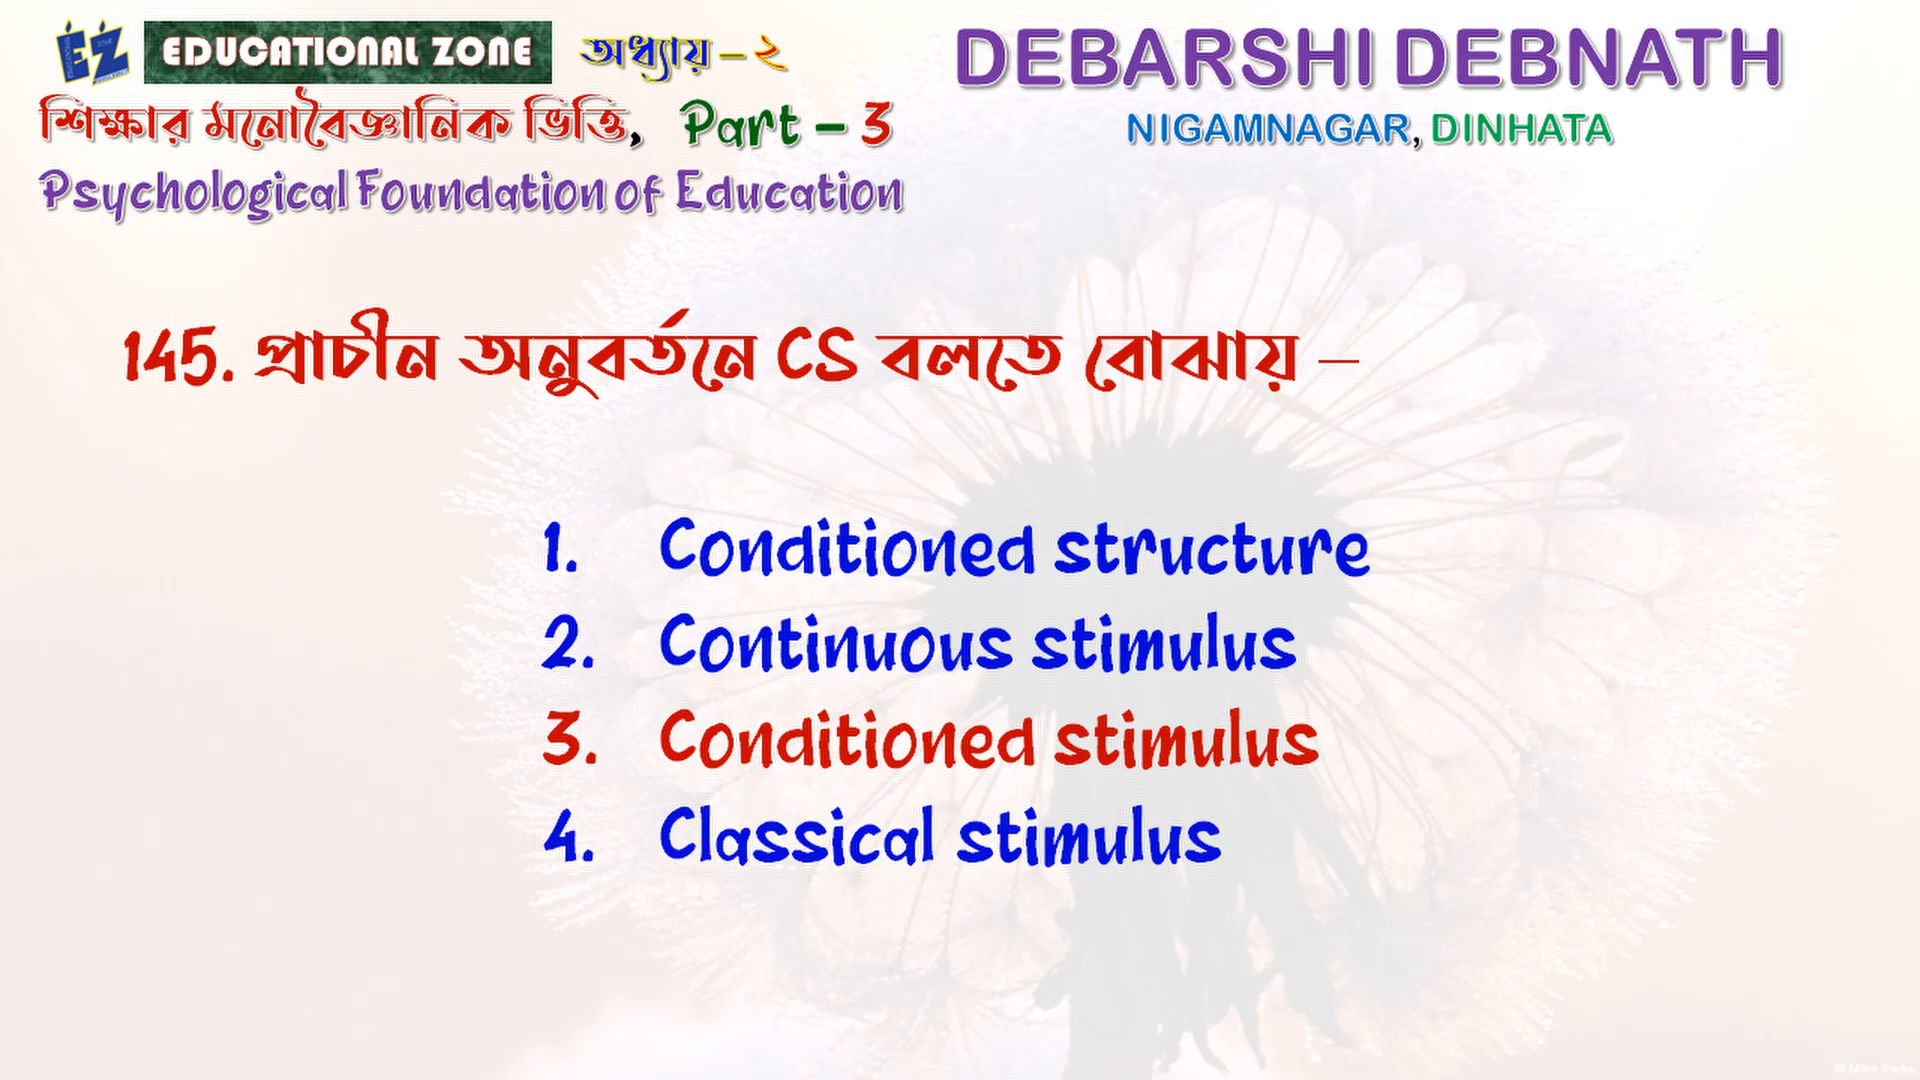 EZ EDUCATIONAL ZONE অধ্যায় – ২
DEBARSHI DEBNATH
শিক্ষার মনোবৈজ্ঞানিক ভিত্তি, Part – 3
NIGAMNAGAR, DINHATA
Psychological Foundation of Education
145. প্রাচীন অনুবর্তনে CS বলতে বোঝায় –
1. Conditioned structure
2. Continuous stimulus
3. Conditioned stimulus
4. Classical stimulus